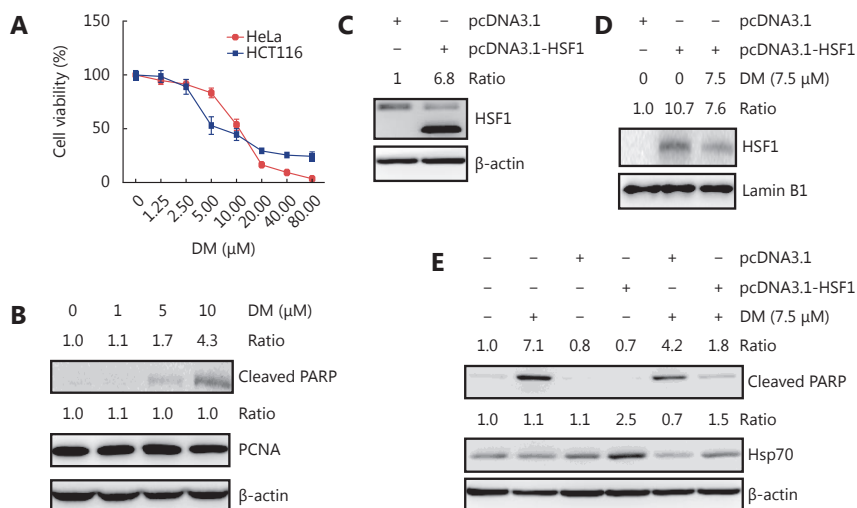 A
HeLa
HCT116
Cell viability (%)
150
100
50
0
0 1.25 2.50 5.00 10.00 20.00 40.00 80.00
DM (μM)
B
0 1 5 10 DM (μM)
1.0 1.1 1.7 4.3 Ratio
Cleaved PARP
1.0 1.1 1.0 1.0 Ratio
PCNA
β-actin
C
+ – pcDNA3.1
– + pcDNA3.1-HSF1
1 6.8 Ratio
HSF1
β-actin
D
+ – – pcDNA3.1
– + + pcDNA3.1-HSF1
0 0 7.5 DM (7.5 μM)
1.0 10.7 7.6 Ratio
HSF1
Lamin B1
E
– – + – + – pcDNA3.1
– – – + – + pcDNA3.1-HSF1
– + – – + + DM (7.5 μM)
1.0 7.1 0.8 0.7 4.2 1.8 Ratio
Cleaved PARP
1.0 1.1 1.1 2.5 0.7 1.5 Ratio
Hsp70
β-actin